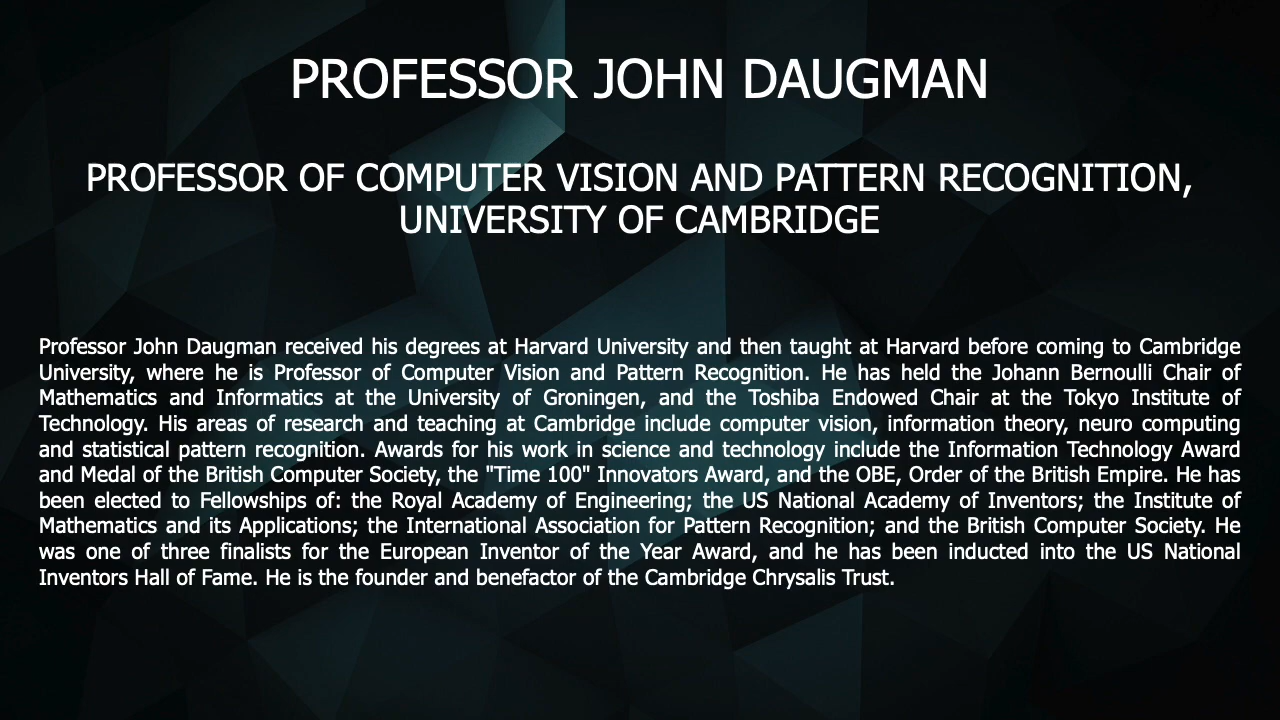 PROFESSOR JOHN DAUGMAN
PROFESSOR OF COMPUTER VISION AND PATTERN RECOGNITION,
UNIVERSITY OF CAMBRIDGE
Professor John Daugman received his degrees at Harvard University and then taught at Harvard before coming to Cambridge
University, where he is Professor of Computer Vision and Pattern Recognition. He has held the Johann Bernoulli Chair of
Mathematics and Informatics at the University of Groningen, and the Toshiba Endowed Chair at the Tokyo Institute of
Technology. His areas of research and teaching at Cambridge include computer vision, information theory, neuro computing
and statistical pattern recognition. Awards for his work in science and technology include the Information Technology Award
and Medal of the British Computer Society, the "Time 100" Innovators Award, and the OBE, Order of the British Empire. He has
been elected to Fellowships of: the Royal Academy of Engineering; the US National Academy of Inventors; the Institute of
Mathematics and its Applications; the International Association for Pattern Recognition; and the British Computer Society. He
was one of three finalists for the European Inventor of the Year Award, and he has been inducted into the US National
Inventors Hall of Fame. He is the founder and benefactor of the Cambridge Chrysalis Trust.